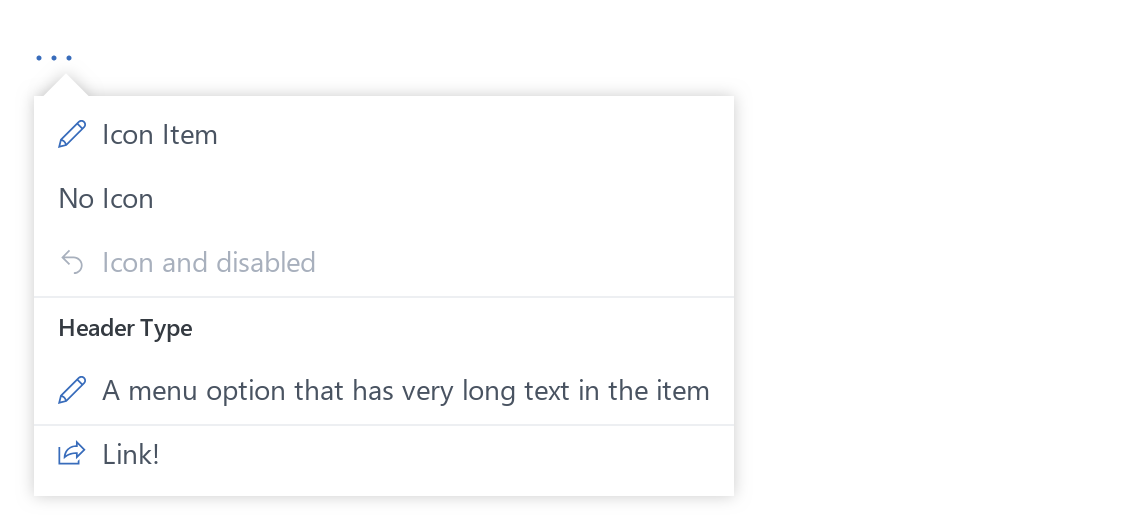 Icon Item
No Icon
Icon and disabled
Header Type
A menu option that has very long text in the item
Link!